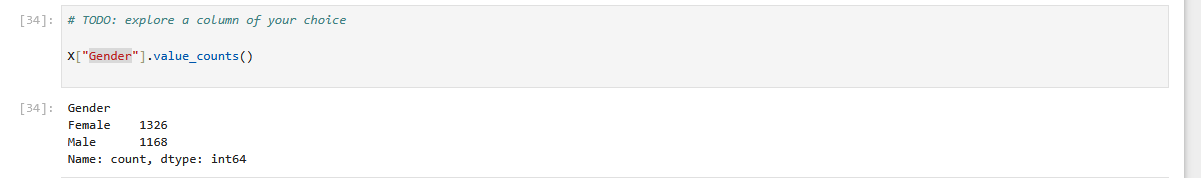 [34]: # TODO: explore a column of your choice
X["Gender"].value_counts()
[34]: Gender
Female    1326
Male      1168
Name: count, dtype: int64